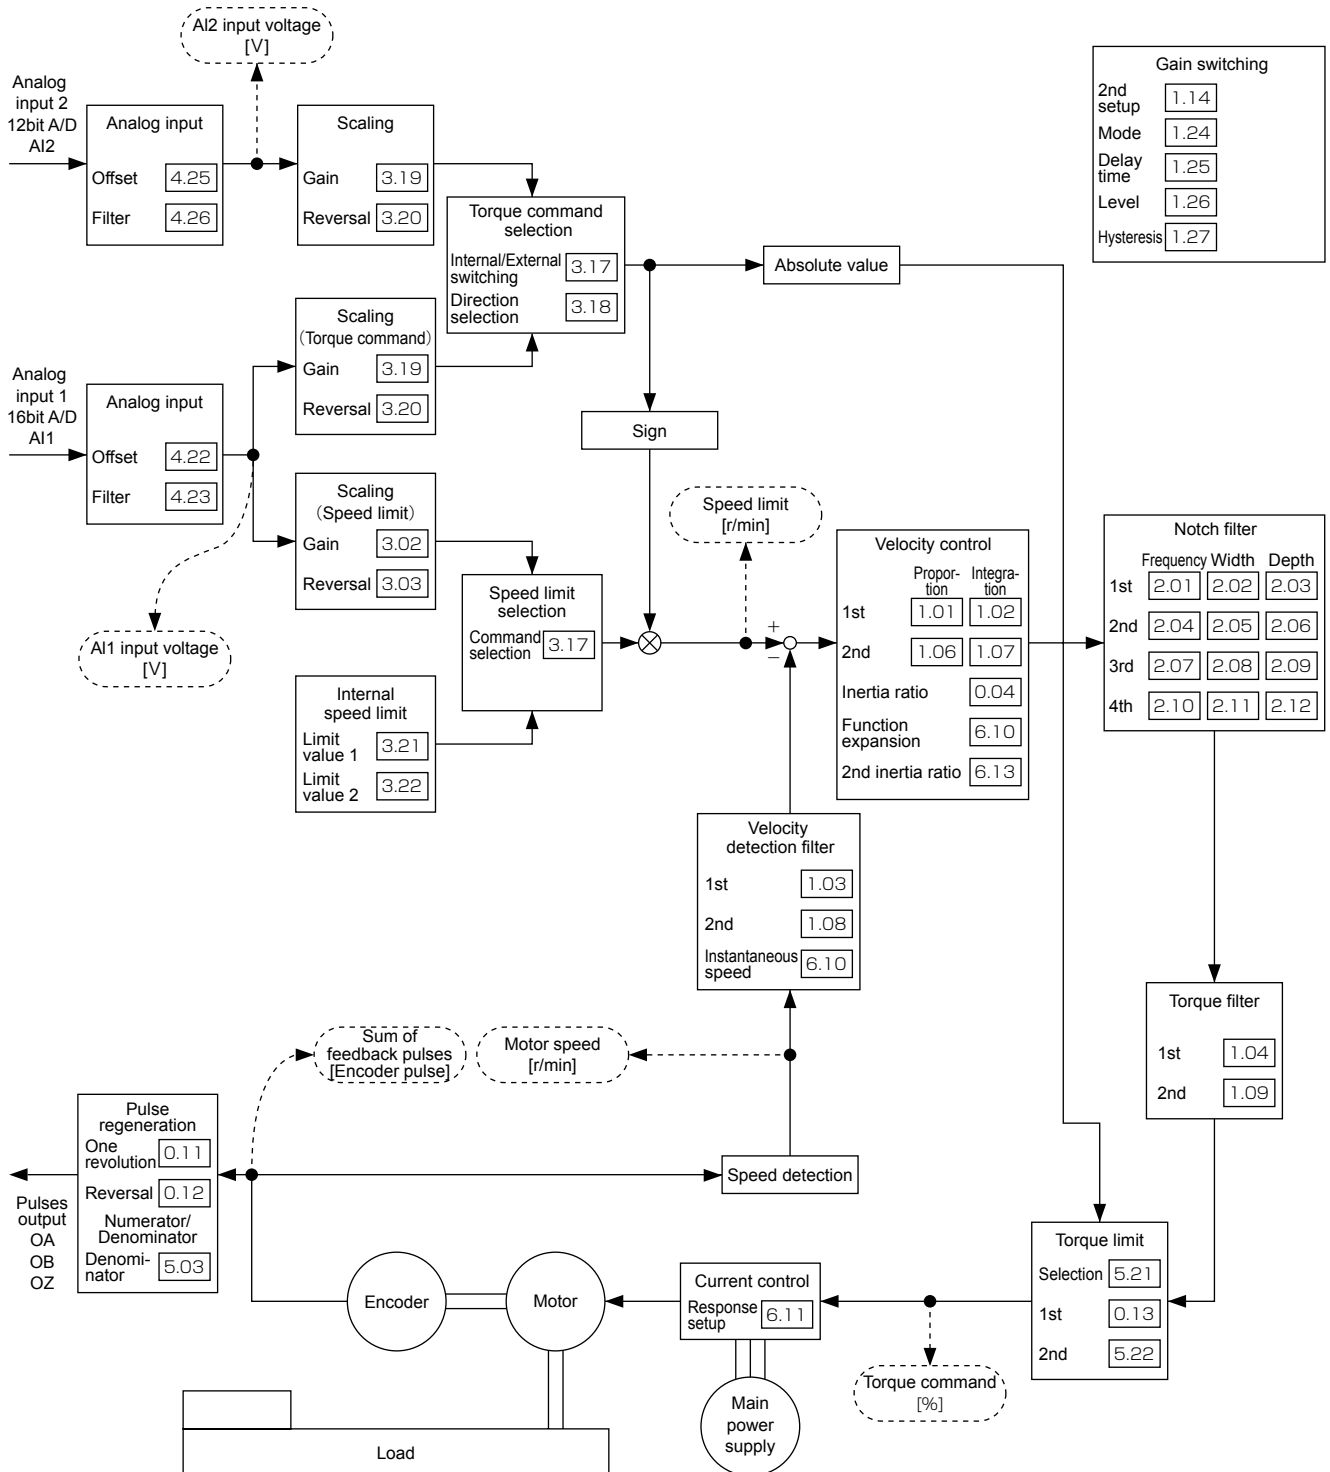 AI2 input voltage
[V]
Analog
input 2
12bit A/D
AI2
Analog input
Offset 4.25
Filter 4.26
Scaling
Gain 3.19
Reversal 3.20
Torque command
selection
Internal/External
switching 3.17
Direction
selection 3.18
Absolute value
Gain switching
2nd
setup 1.14
Mode 1.24
Delay
time 1.25
Level 1.26
Hysteresis 1.27
Analog
input 1
16bit A/D
AI1
Analog input
Offset 4.22
Filter 4.23
Scaling
(Torque command)
Gain 3.19
Reversal 3.20
Sign
Scaling
(Speed limit)
Gain 3.02
Reversal 3.03
AI1 input voltage
[V]
Speed limit
selection
Command
selection 3.17
Internal
speed limit
Limit
value 1 3.21
Limit
value 2 3.22
Speed limit
[r/min]
+
−
Velocity control
Propor-
tion
Integra-
tion
1st 1.01 1.02
2nd 1.06 1.07
Inertia ratio 0.04
Function
expansion 6.10
2nd inertia ratio 6.13
Notch filter
Frequency Width Depth
1st 2.01 2.02 2.03
2nd 2.04 2.05 2.06
3rd 2.07 2.08 2.09
4th 2.10 2.11 2.12
Velocity
detection filter
1st 1.03
2nd 1.08
Instantaneous
speed 6.10
Torque filter
1st 1.04
2nd 1.09
Sum of
feedback pulses
[Encoder pulse]
Motor speed
[r/min]
Pulse
regeneration
One
revolution 0.11
Reversal 0.12
Numerator/
Denominator
Denomi-
nator 5.03
Pulses
output
OA
OB
OZ
Speed detection
Torque limit
Selection 5.21
1st 0.13
2nd 5.22
Encoder
Motor
Current control
Response
setup 6.11
Torque command
[%]
Main
power
supply
Load